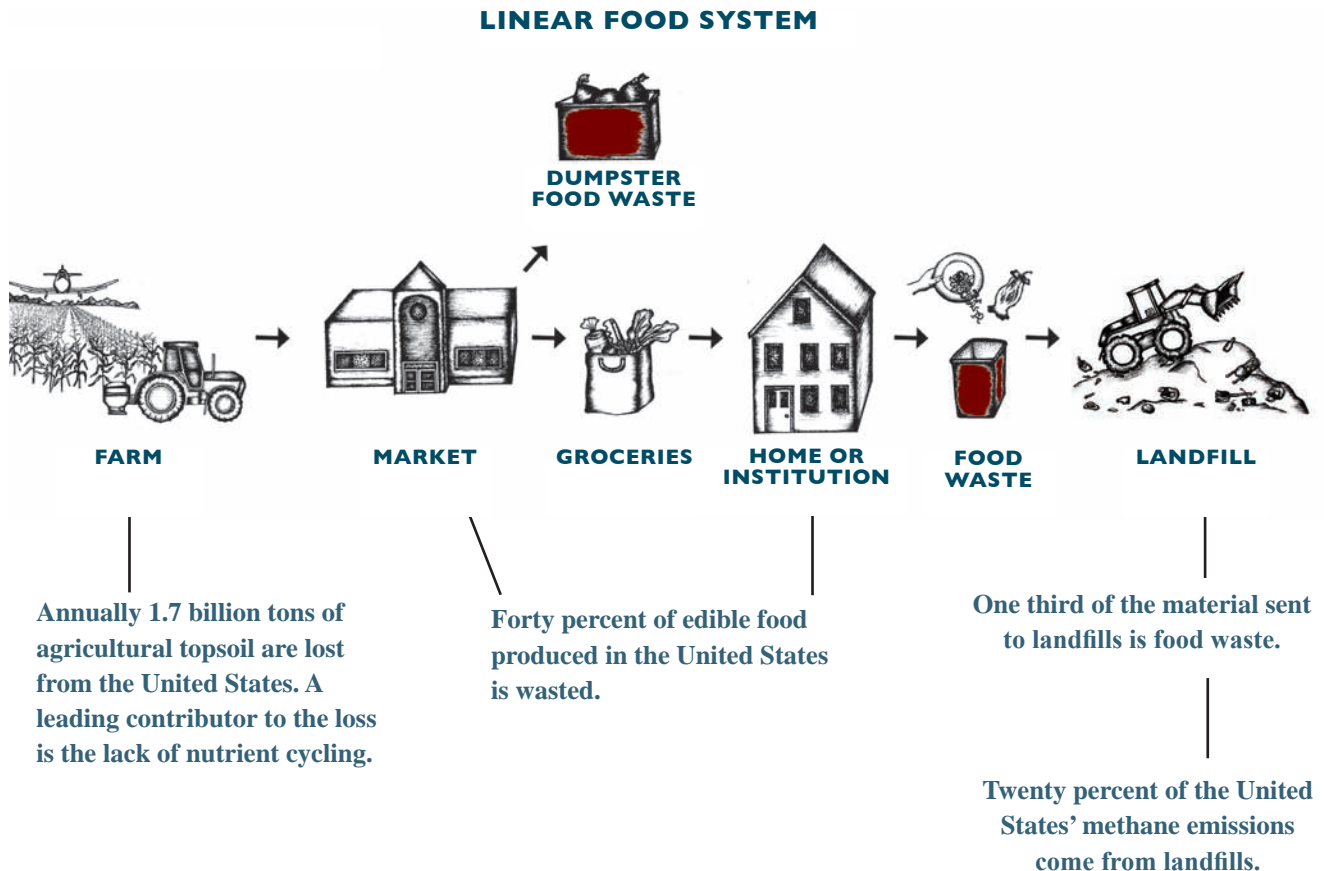 LINEAR FOOD SYSTEM
DUMPSTER
FOOD WASTE
FARM
MARKET
GROCERIES
HOME OR
INSTITUTION
FOOD
WASTE
LANDFILL
Annually 1.7 billion tons of
agricultural topsoil are lost
from the United States. A
leading contributor to the loss
is the lack of nutrient cycling.
Forty percent of edible food
produced in the United States
is wasted.
One third of the material sent
to landfills is food waste.
Twenty percent of the United
States’ methane emissions
come from landfills.